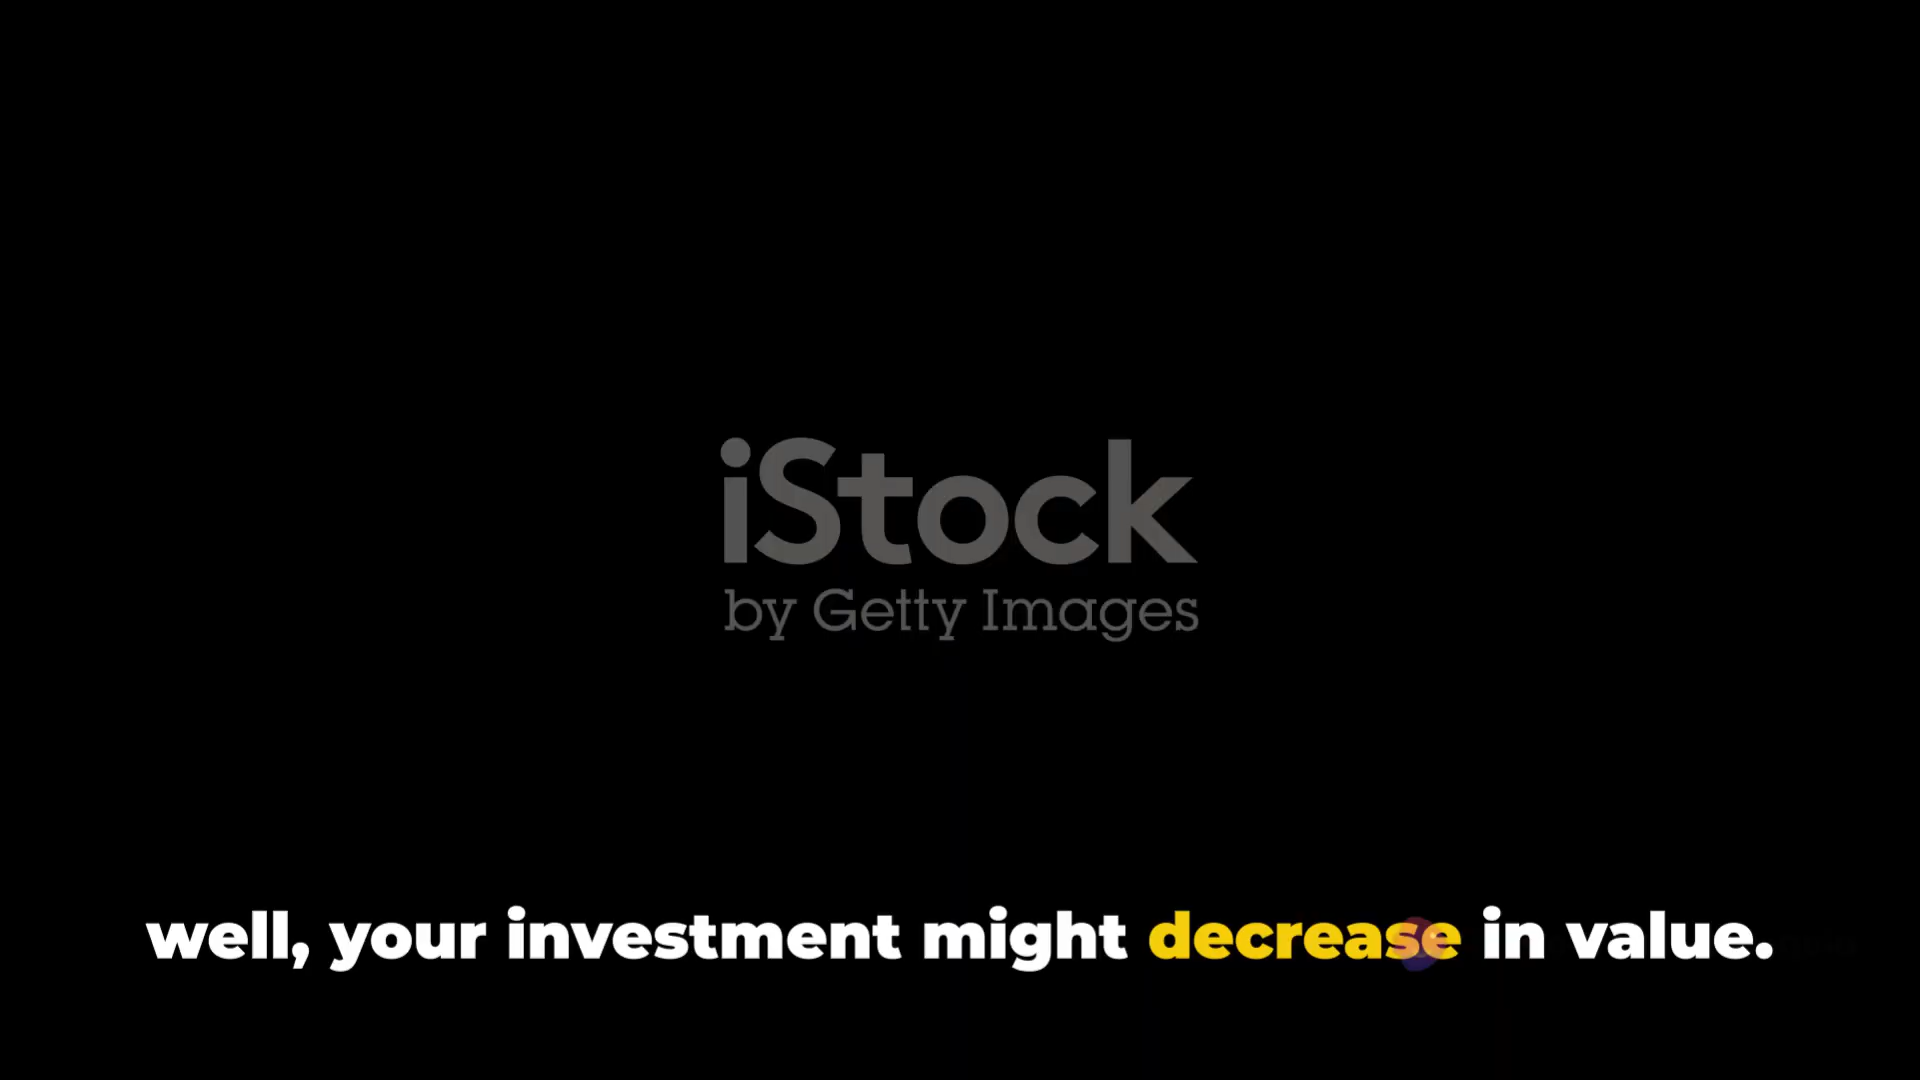 iStock
by Getty Images
well, your investment might decrease in value.